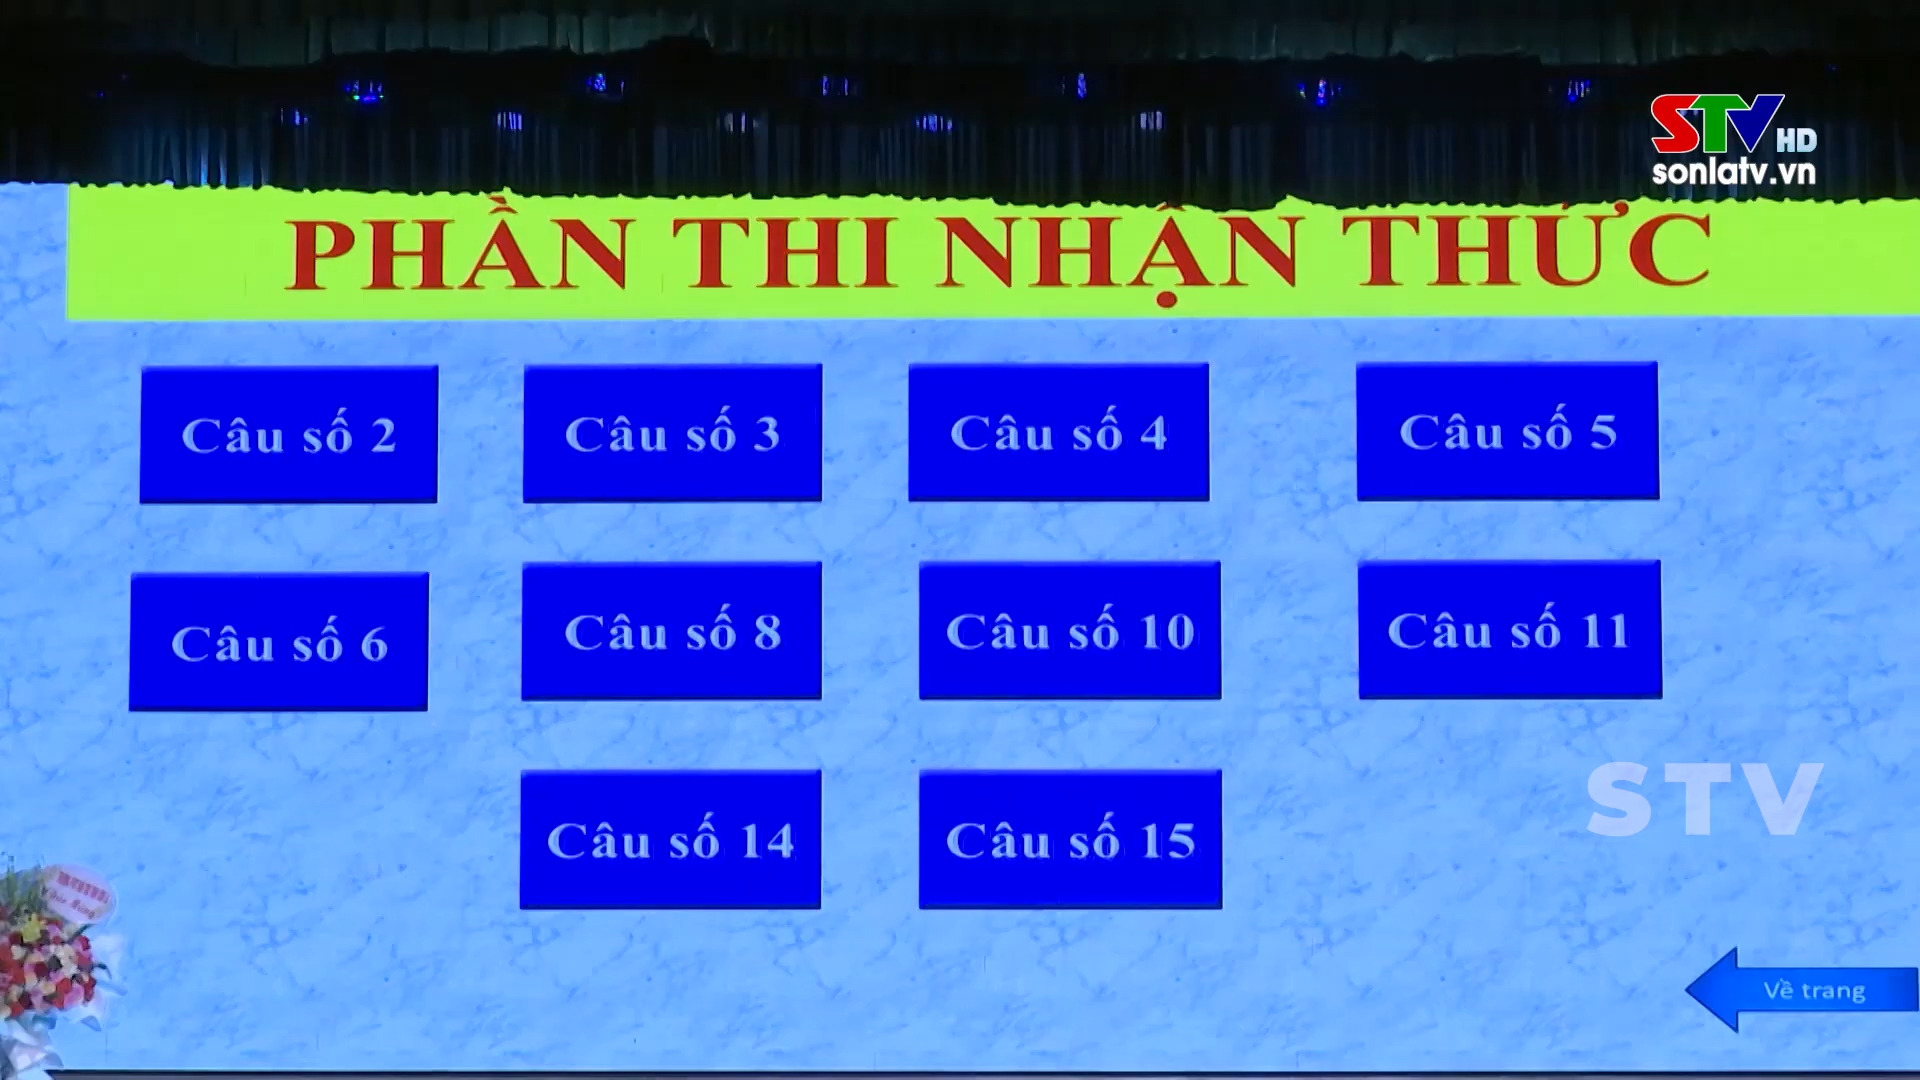 STV HD
sonlatv.vn
PHẦN THI NHẬN THỨC
Câu số 2
Câu số 3
Câu số 4
Câu số 5
Câu số 6
Câu số 8
Câu số 10
Câu số 11
Câu số 14
Câu số 15
STV
Về trang